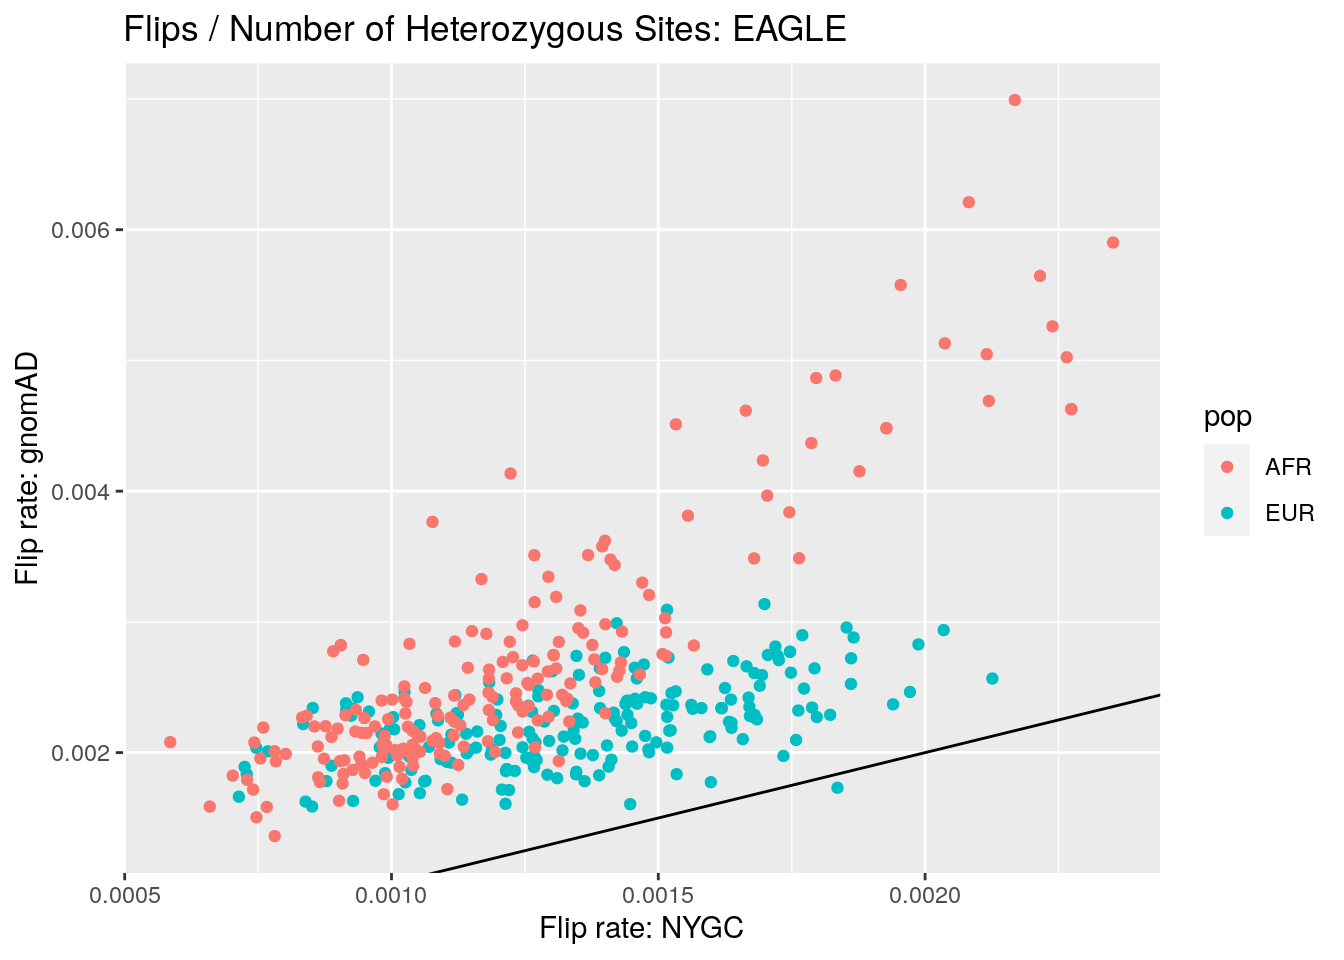 Flips / Number of Heterozygous Sites: EAGLE
Flip rate: gnomAD
0.006
0.004
0.002
0.0005
0.0010
0.0015
0.0020
Flip rate: NYGC
pop
AFR
EUR